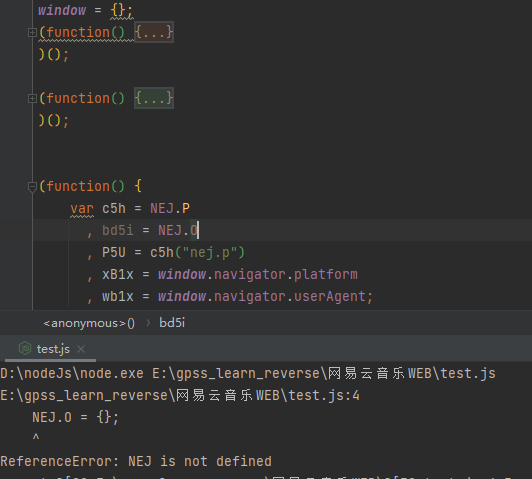 window = {};
(function() {...}
)();
(function() {...}
)();
(function() {
var c5h = NEJ.P
, bd5i = NEJ.O
, P5U = c5h("nej.p")
, xB1x = window.navigator.platform
, wb1x = window.navigator.userAgent;
<anonymous>() › bd5i
test.js ×
D:\nodeJs\node.exe E:\gpss_learn_reverse\网易云音乐WEB\test.js
E:\gpss_learn_reverse\网易云音乐WEB\test.js:4
NEJ.O = {};
^
ReferenceError: NEJ is not defined